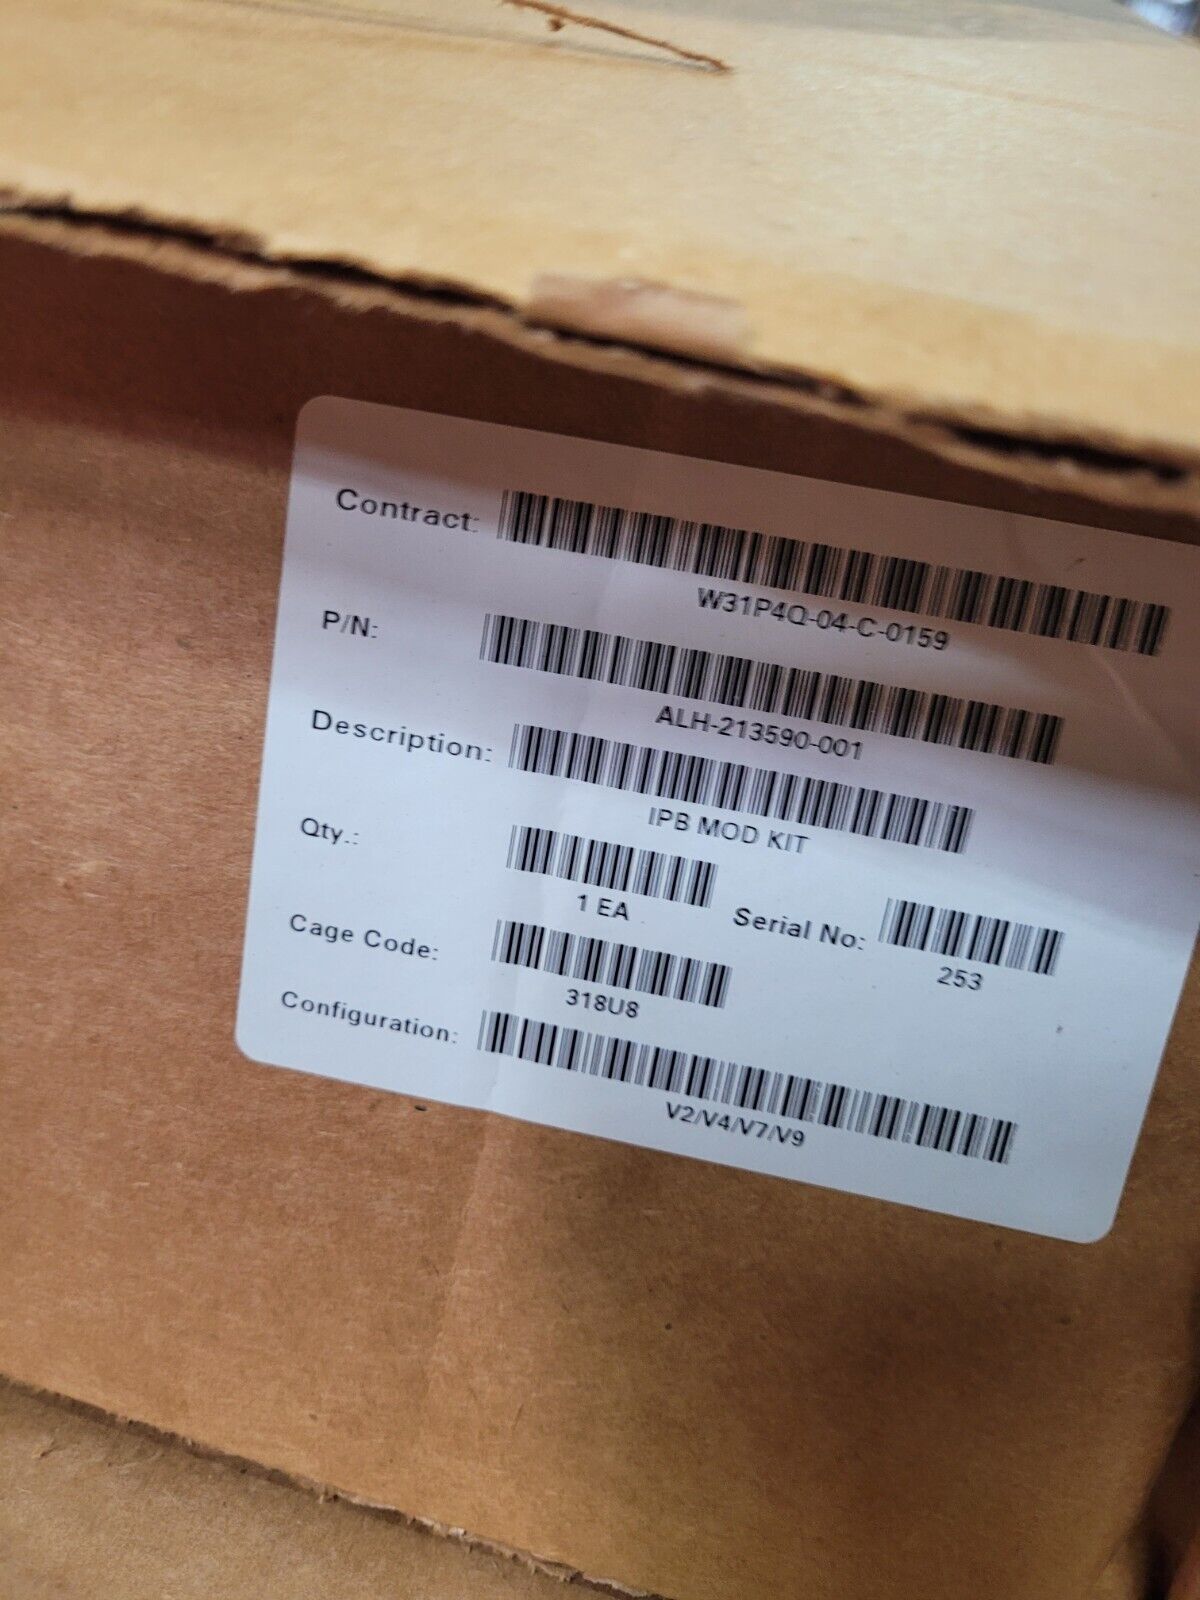 Contract:
W31P4Q-04-C-0159
P/N:
ALH-213590-001
Description:
IPB MOD KIT
Qty.:
1 EA
Serial No:
253
Cage Code:
318U8
Configuration:
V2/V4/V7/V9